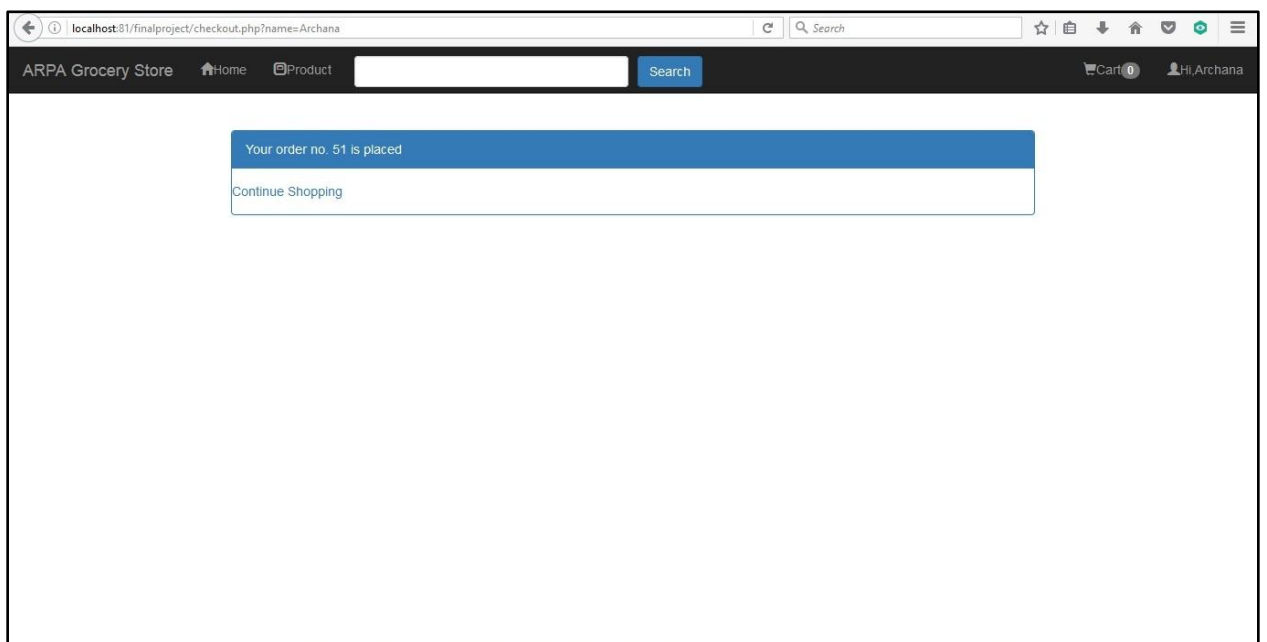 localhost:81/finalproject/checkout.php?name=Archana Search
ARPA Grocery Store Home Product Search Cart 0 Hi,Archana
Your order no. 51 is placed
Continue Shopping